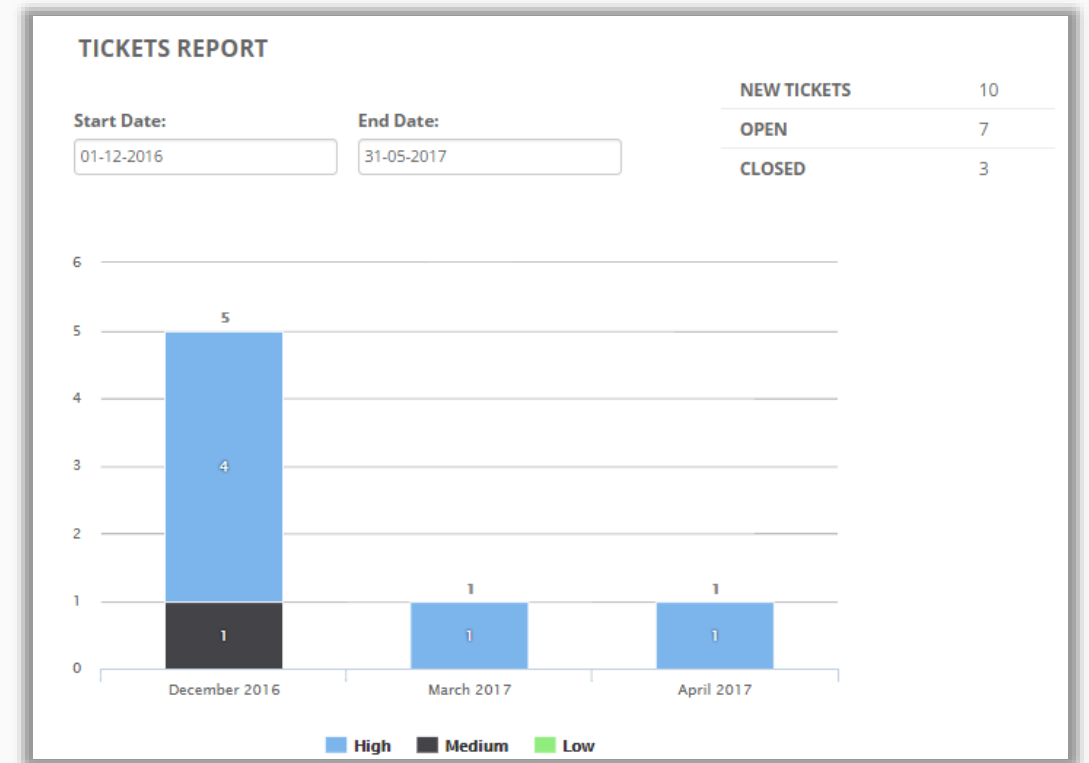 TICKETS REPORT
NEW TICKETS 10
Start Date: End Date:
OPEN 7
01-12-2016 31-05-2017
CLOSED 3
6
5
5
4
4
3
2
1 1
1
1 1 1
0
December 2016 March 2017 April 2017
High Medium Low